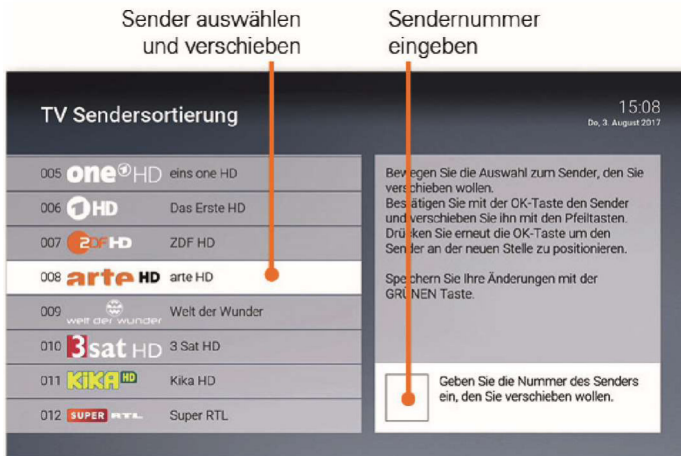 Sender auswählen
und verschieben
Sendernummer
eingeben
TV Sendersortierung
15:08
Do, 3. August 2017
005 one HD eins one HD
006 HD Das Erste HD
007 ZDF HD ZDF HD
008 arte HD arte HD
009 welt der wunder Welt der Wunder
010 3sat HD 3 Sat HD
011 KiKA HD Kika HD
012 SUPER RTL Super RTL
Bewegen Sie die Auswahl zum Sender, den Sie
verschieben wollen.
Bestätigen Sie mit der OK-Taste den Sender
und verschieben Sie ihn mit den Pfeiltasten.
Drücken Sie erneut die OK-Taste um den
Sender an der neuen Stelle zu positionieren.
Speichern Sie Ihre Änderungen mit der
GRÜNEN Taste.
Geben Sie die Nummer des Senders
ein, den Sie verschieben wollen.